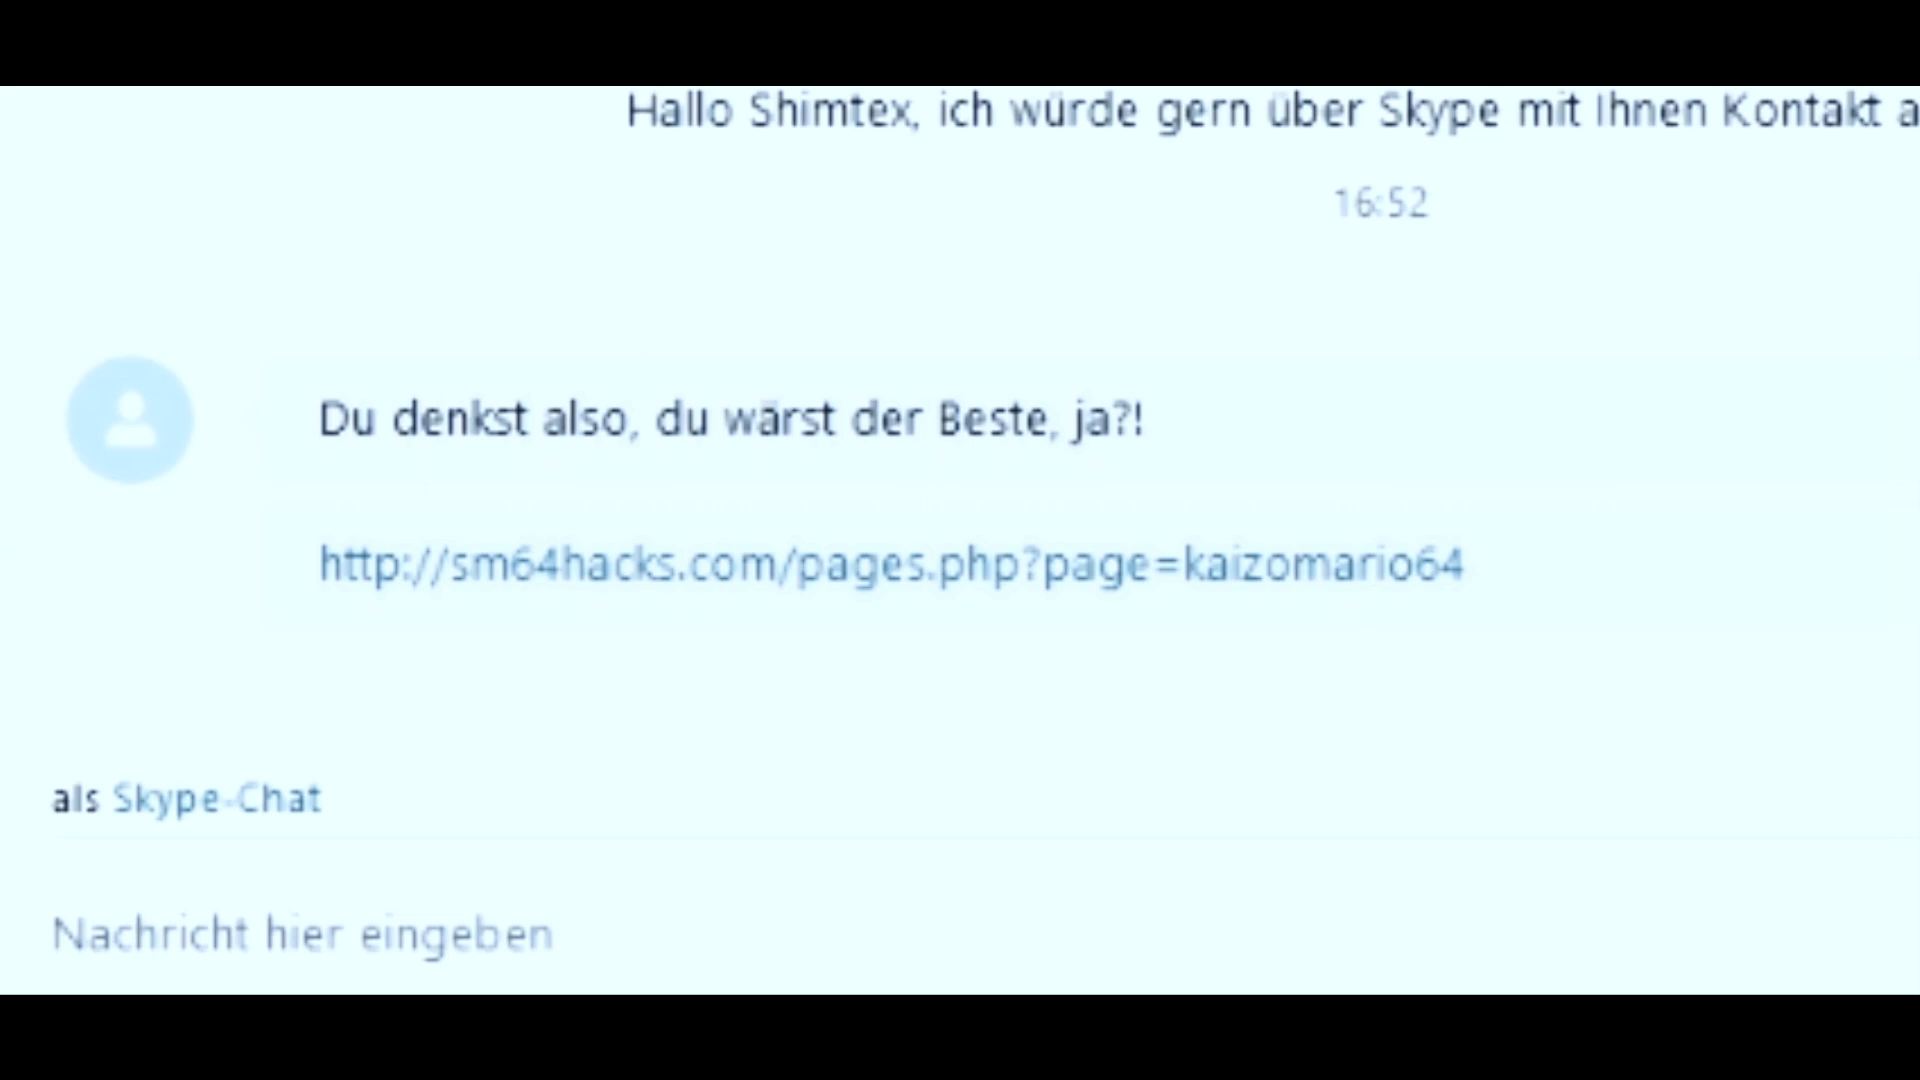 Hallo Shimtex, ich würde gern über Skype mit Ihnen Kontakt a
16:52
Du denkst also, du wärst der Beste, ja?!
http://sm64hacks.com/pages.php?page=kaizomario64
als Skype-Chat
Nachricht hier eingeben